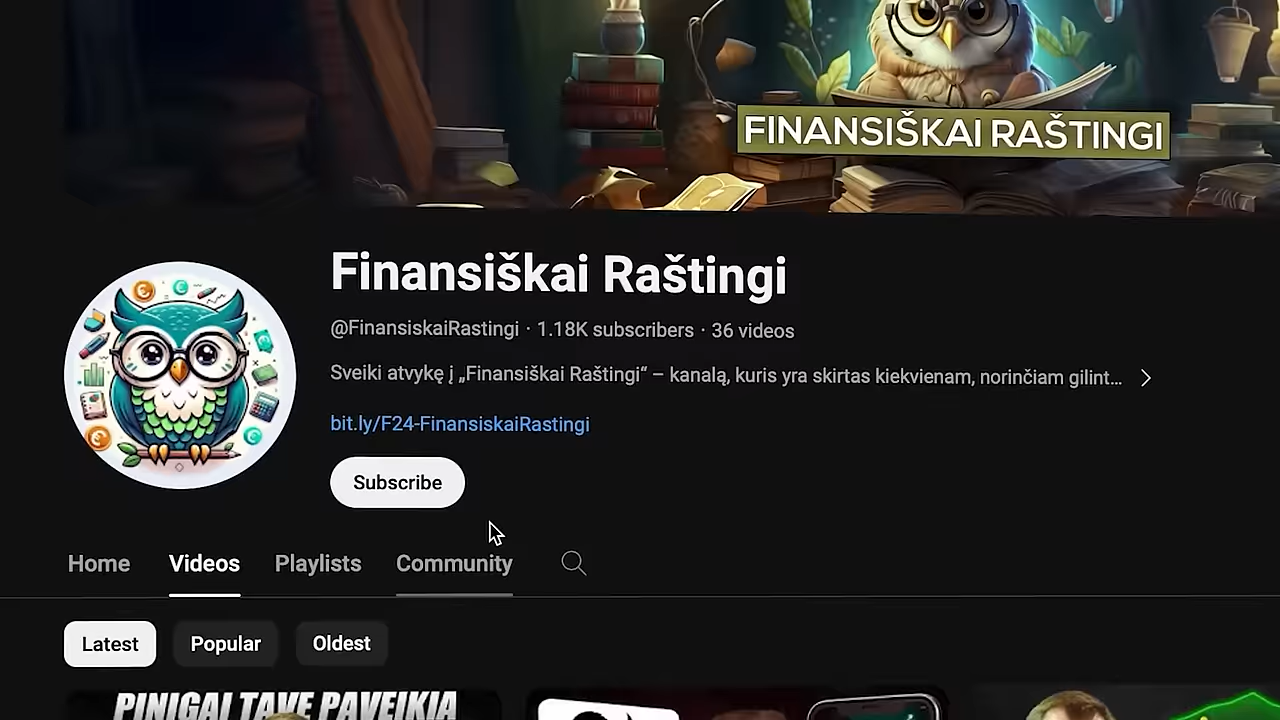 FINANSIŠKAI RAŠTINGI
Finansiškai Raštingi
@FinansiskaiRastingi · 1.18K subscribers · 36 videos
Sveiki atvykę į „Finansiškai Raštingi“ – kanalą, kuris yra skirtas kiekvienam, norinčiam gilint...
bit.ly/F24-FinansiskaiRastingi
Subscribe
Home Videos Playlists Community
Latest Popular Oldest
PINIGAI TAVE PAVEIKIA